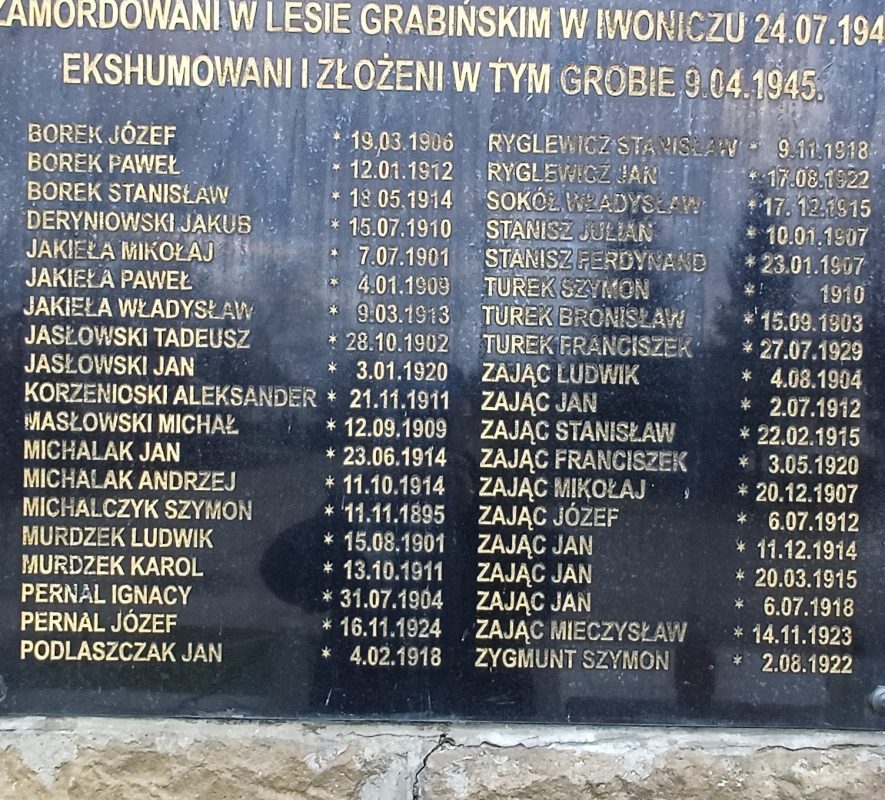 ZAMORDOWANI W LESIE GRABIŃSKIM W IWONICZU 24.07.194
EKSHUMOWANI I ZŁOŻENI W TYM GROBIE 9.04.1945.
BOREK JÓZEF * 19.03.1906
BOREK PAWEŁ * 12.01.1912
BOREK STANISŁAW * 18.05.1914
DERYNIOWSKI JAKUB * 15.07.1910
JAKIEŁA MIKOŁAJ * 7.07.1901
JAKIEŁA PAWEŁ * 4.01.1909
JAKIEŁA WŁADYSŁAW * 9.03.1913
JASŁOWSKI TADEUSZ * 28.10.1902
JASŁOWSKI JAN * 3.01.1920
KORZENIOSKI ALEKSANDER * 21.11.1911
MASŁOWSKI MICHAŁ * 12.09.1909
MICHALAK JAN * 23.06.1914
MICHALAK ANDRZEJ * 11.10.1914
MICHALCZYK SZYMON * 11.11.1895
MURDZEK LUDWIK * 15.08.1901
MURDZEK KAROL * 13.10.1911
PERNAL IGNACY * 31.07.1904
PERNAL JÓZEF * 16.11.1924
PODLASZCZAK JAN * 4.02.1918
RYGLEWICZ STANISŁAW * 9.11.1918
RYGLEWICZ JAN * 17.08.1922
SOKÓŁ WŁADYSŁAW * 17. 12.1915
STANISZ JULIAN * 10.01.1907
STANISZ FERDYNAND * 23.01.1907
TUREK SZYMON * 1910
TUREK BRONISŁAW * 15.09.1903
TUREK FRANCISZEK * 27.07.1929
ZAJĄC LUDWIK * 4.08.1904
ZAJĄC JAN * 2.07.1912
ZAJĄC STANISŁAW * 22.02.1915
ZAJĄC FRANCISZEK * 3.05.1920
ZAJĄC MIKOŁAJ * 20.12.1907
ZAJĄC JÓZEF * 6.07.1912
ZAJĄC JAN * 11.12.1914
ZAJĄC JAN * 20.03.1915
ZAJĄC JAN * 6.07.1918
ZAJĄC MIECZYSŁAW * 14.11.1923
ZYGMUNT SZYMON * 2.08.1922